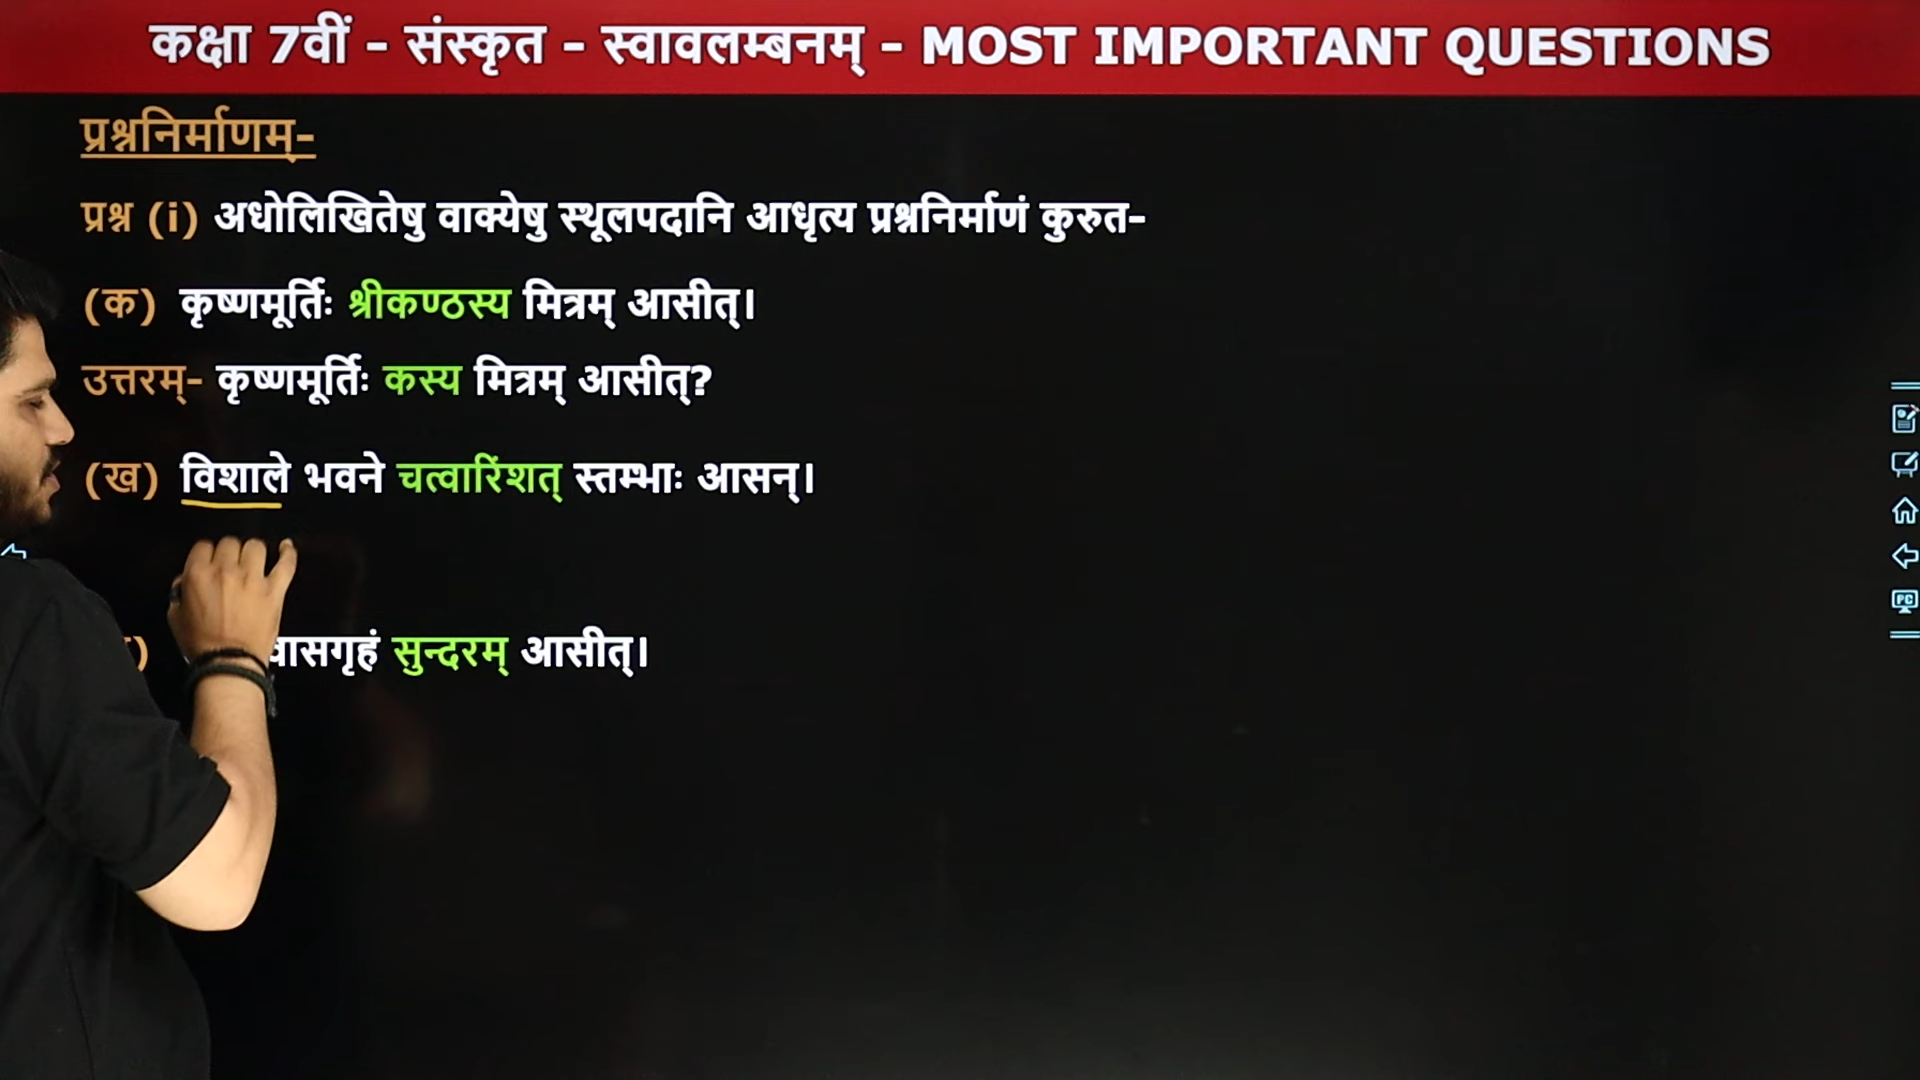 कक्षा 7वीं - संस्कृत - स्वावलम्बनम् - MOST IMPORTANT QUESTIONS
प्रश्ननिर्माणम्-
प्रश्न (i) अधोलिखितेषु वाक्येषु स्थूलपदानि आधृत्य प्रश्ननिर्माणं कुरुत-
(क) कृष्णमूर्तिः श्रीकण्ठस्य मित्रम् आसीत्।
उत्तरम्- कृष्णमूर्तिः कस्य मित्रम् आसीत्?
(ख) विशाले भवने चत्वारिंशत् स्तम्भाः आसन्।
वासगृहं सुन्दरम् आसीत्।
PC